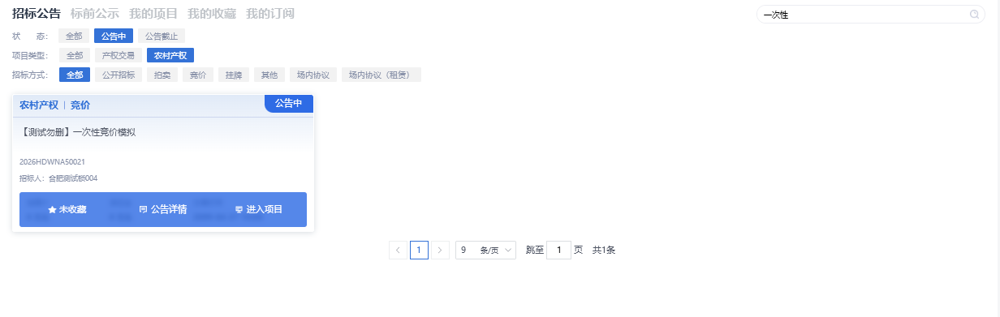 招标公告 标前公示 我的项目 我的收藏 我的订阅 一次性
状 态： 全部 公告中 公告截止
项目类型： 全部 产权交易 农村产权
招标方式： 全部 公开招标 拍卖 竞价 挂牌 其他 场内协议 场内协议（租赁）
农村产权 | 竞价 公告中
【测试勿删】一次性竞价模拟
2026HDWNA50021
招标人：合肥测试锁004
未收藏 公告详情 进入项目
1 9 条/页 跳至 1 页 共1条